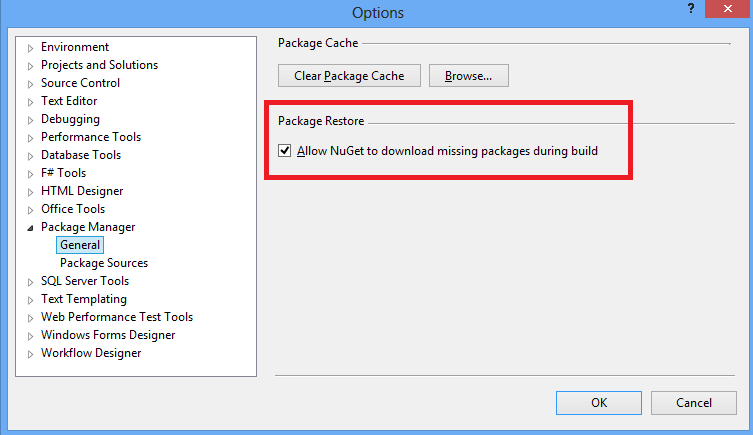 Options
?
x
Environment
Projects and Solutions
Source Control
Text Editor
Debugging
Performance Tools
Database Tools
F# Tools
HTML Designer
Office Tools
Package Manager
General
Package Sources
SQL Server Tools
Text Templating
Web Performance Test Tools
Windows Forms Designer
Workflow Designer
Package Cache
Clear Package Cache
Browse...
Package Restore
Allow NuGet to download missing packages during build
OK
Cancel